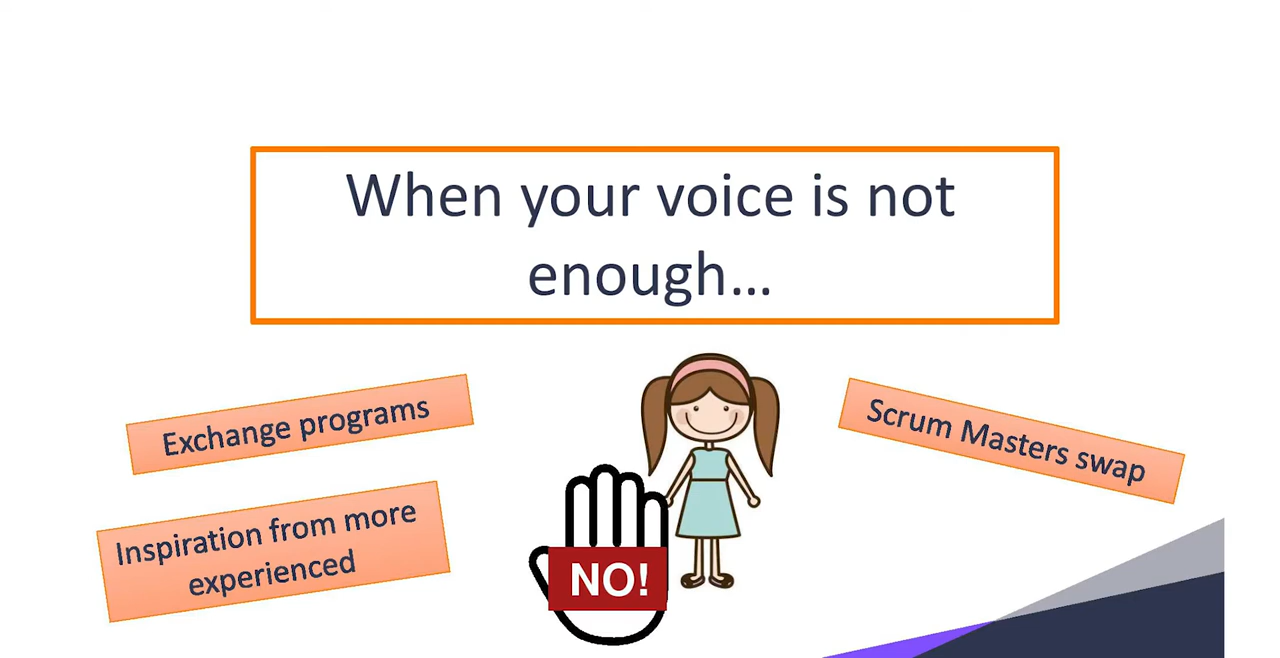 When your voice is not
enough...
Exchange programs
Scrum Masters swap
Inspiration from more
experienced
NO!